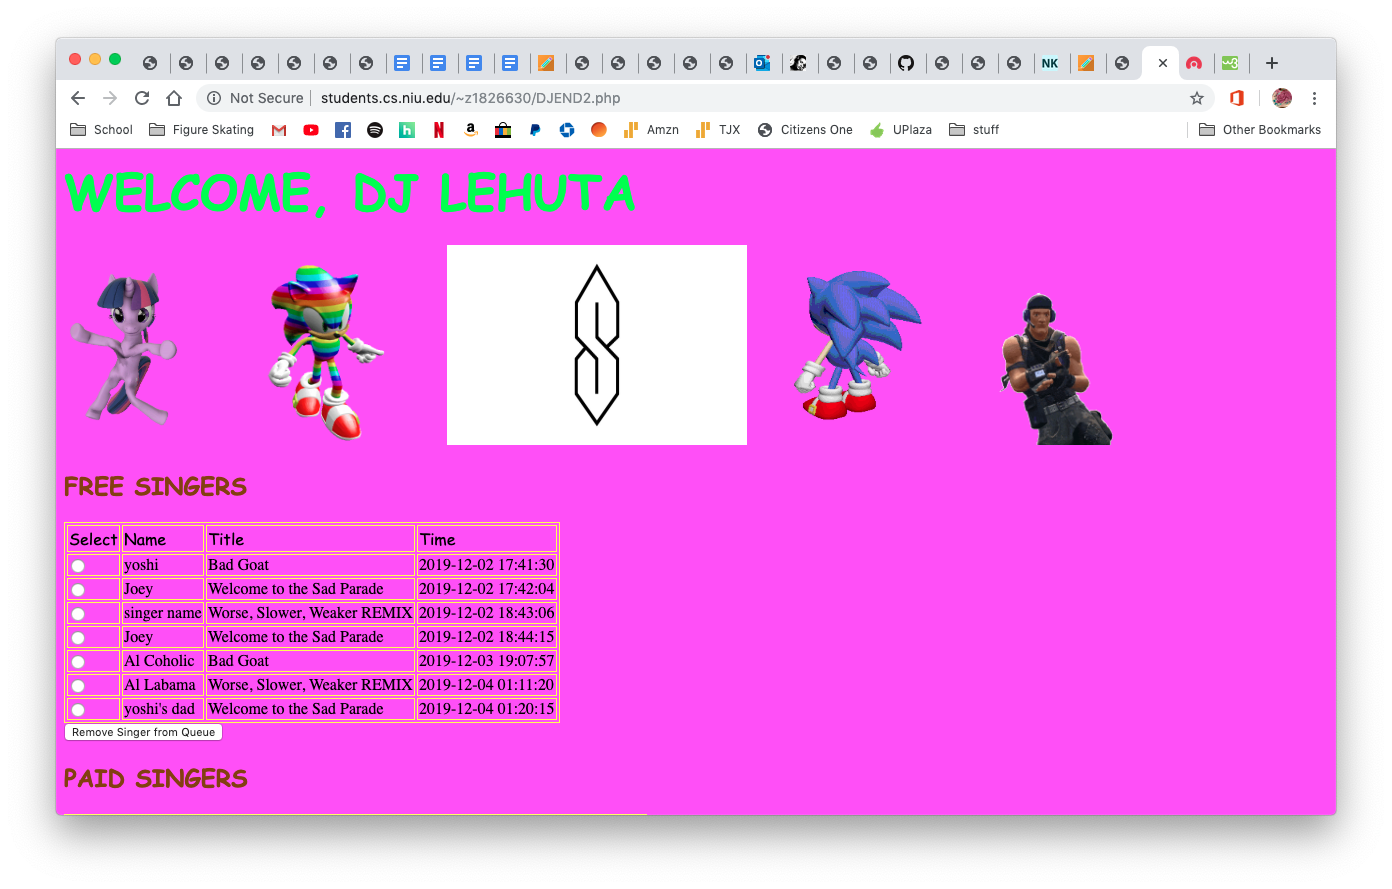 NK
Not Secure | students.cs.niu.edu/~z1826630/DJEND2.php
School Figure Skating Amzn TJX Citizens One UPlaza stuff Other Bookmarks
WELCOME, DJ LEHUTA
FREE SINGERS
Select Name Title Time
yoshi Bad Goat 2019-12-02 17:41:30
Joey Welcome to the Sad Parade 2019-12-02 17:42:04
singer name Worse, Slower, Weaker REMIX 2019-12-02 18:43:06
Joey Welcome to the Sad Parade 2019-12-02 18:44:15
Al Coholic Bad Goat 2019-12-03 19:07:57
Al Labama Worse, Slower, Weaker REMIX 2019-12-04 01:11:20
yoshi's dad Welcome to the Sad Parade 2019-12-04 01:20:15
Remove Singer from Queue
PAID SINGERS